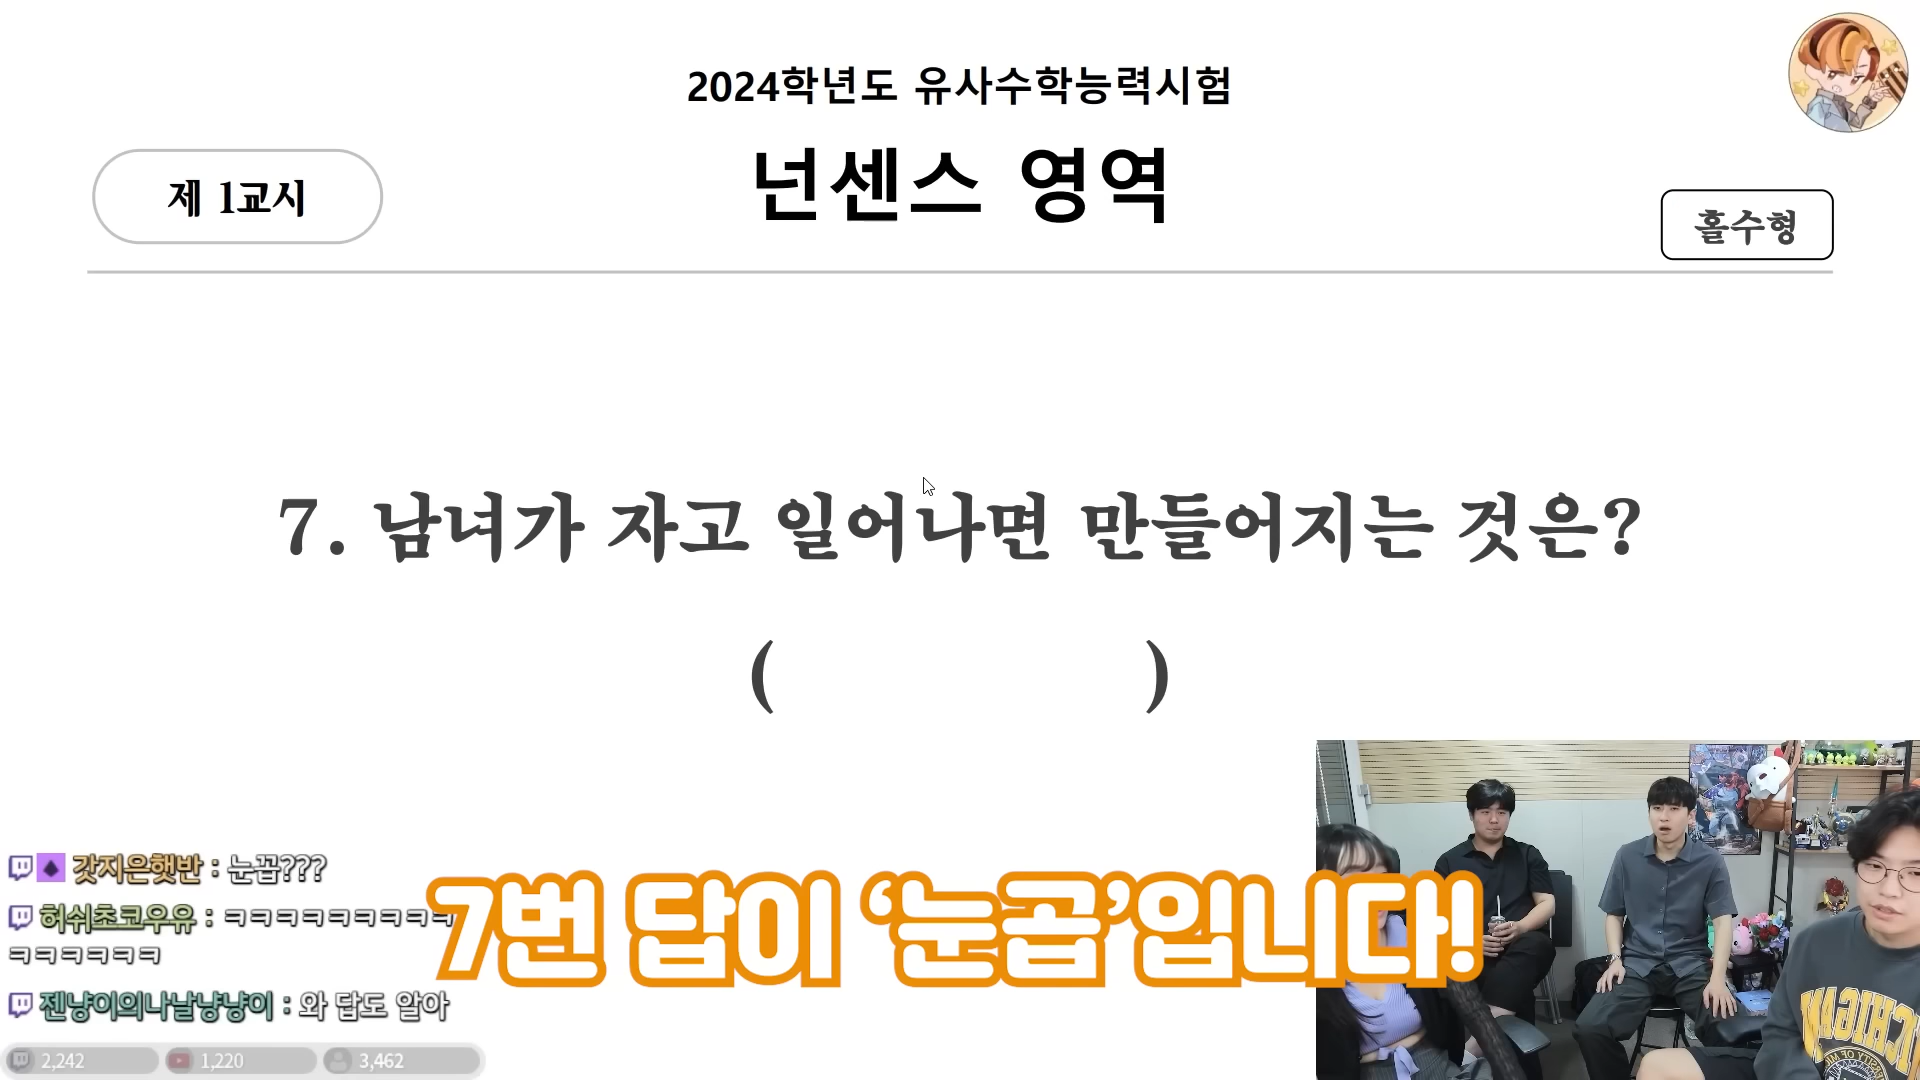 2024학년도 유사수학능력시험
넌센스 영역
제 1교시
홀수형
7. 남녀가 자고 일어나면 만들어지는 것은?
( )
갓지은햇반 : 눈꼽???
허쉬초코우유 : ㅋㅋㅋㅋㅋㅋㅋㅋㅋ
ㅋㅋㅋㅋㅋㅋ
젠냥이의나날냥냥이 : 와 답도 알아
7번 답이 ‘눈곱’입니다!
2,242
1,220
3,462